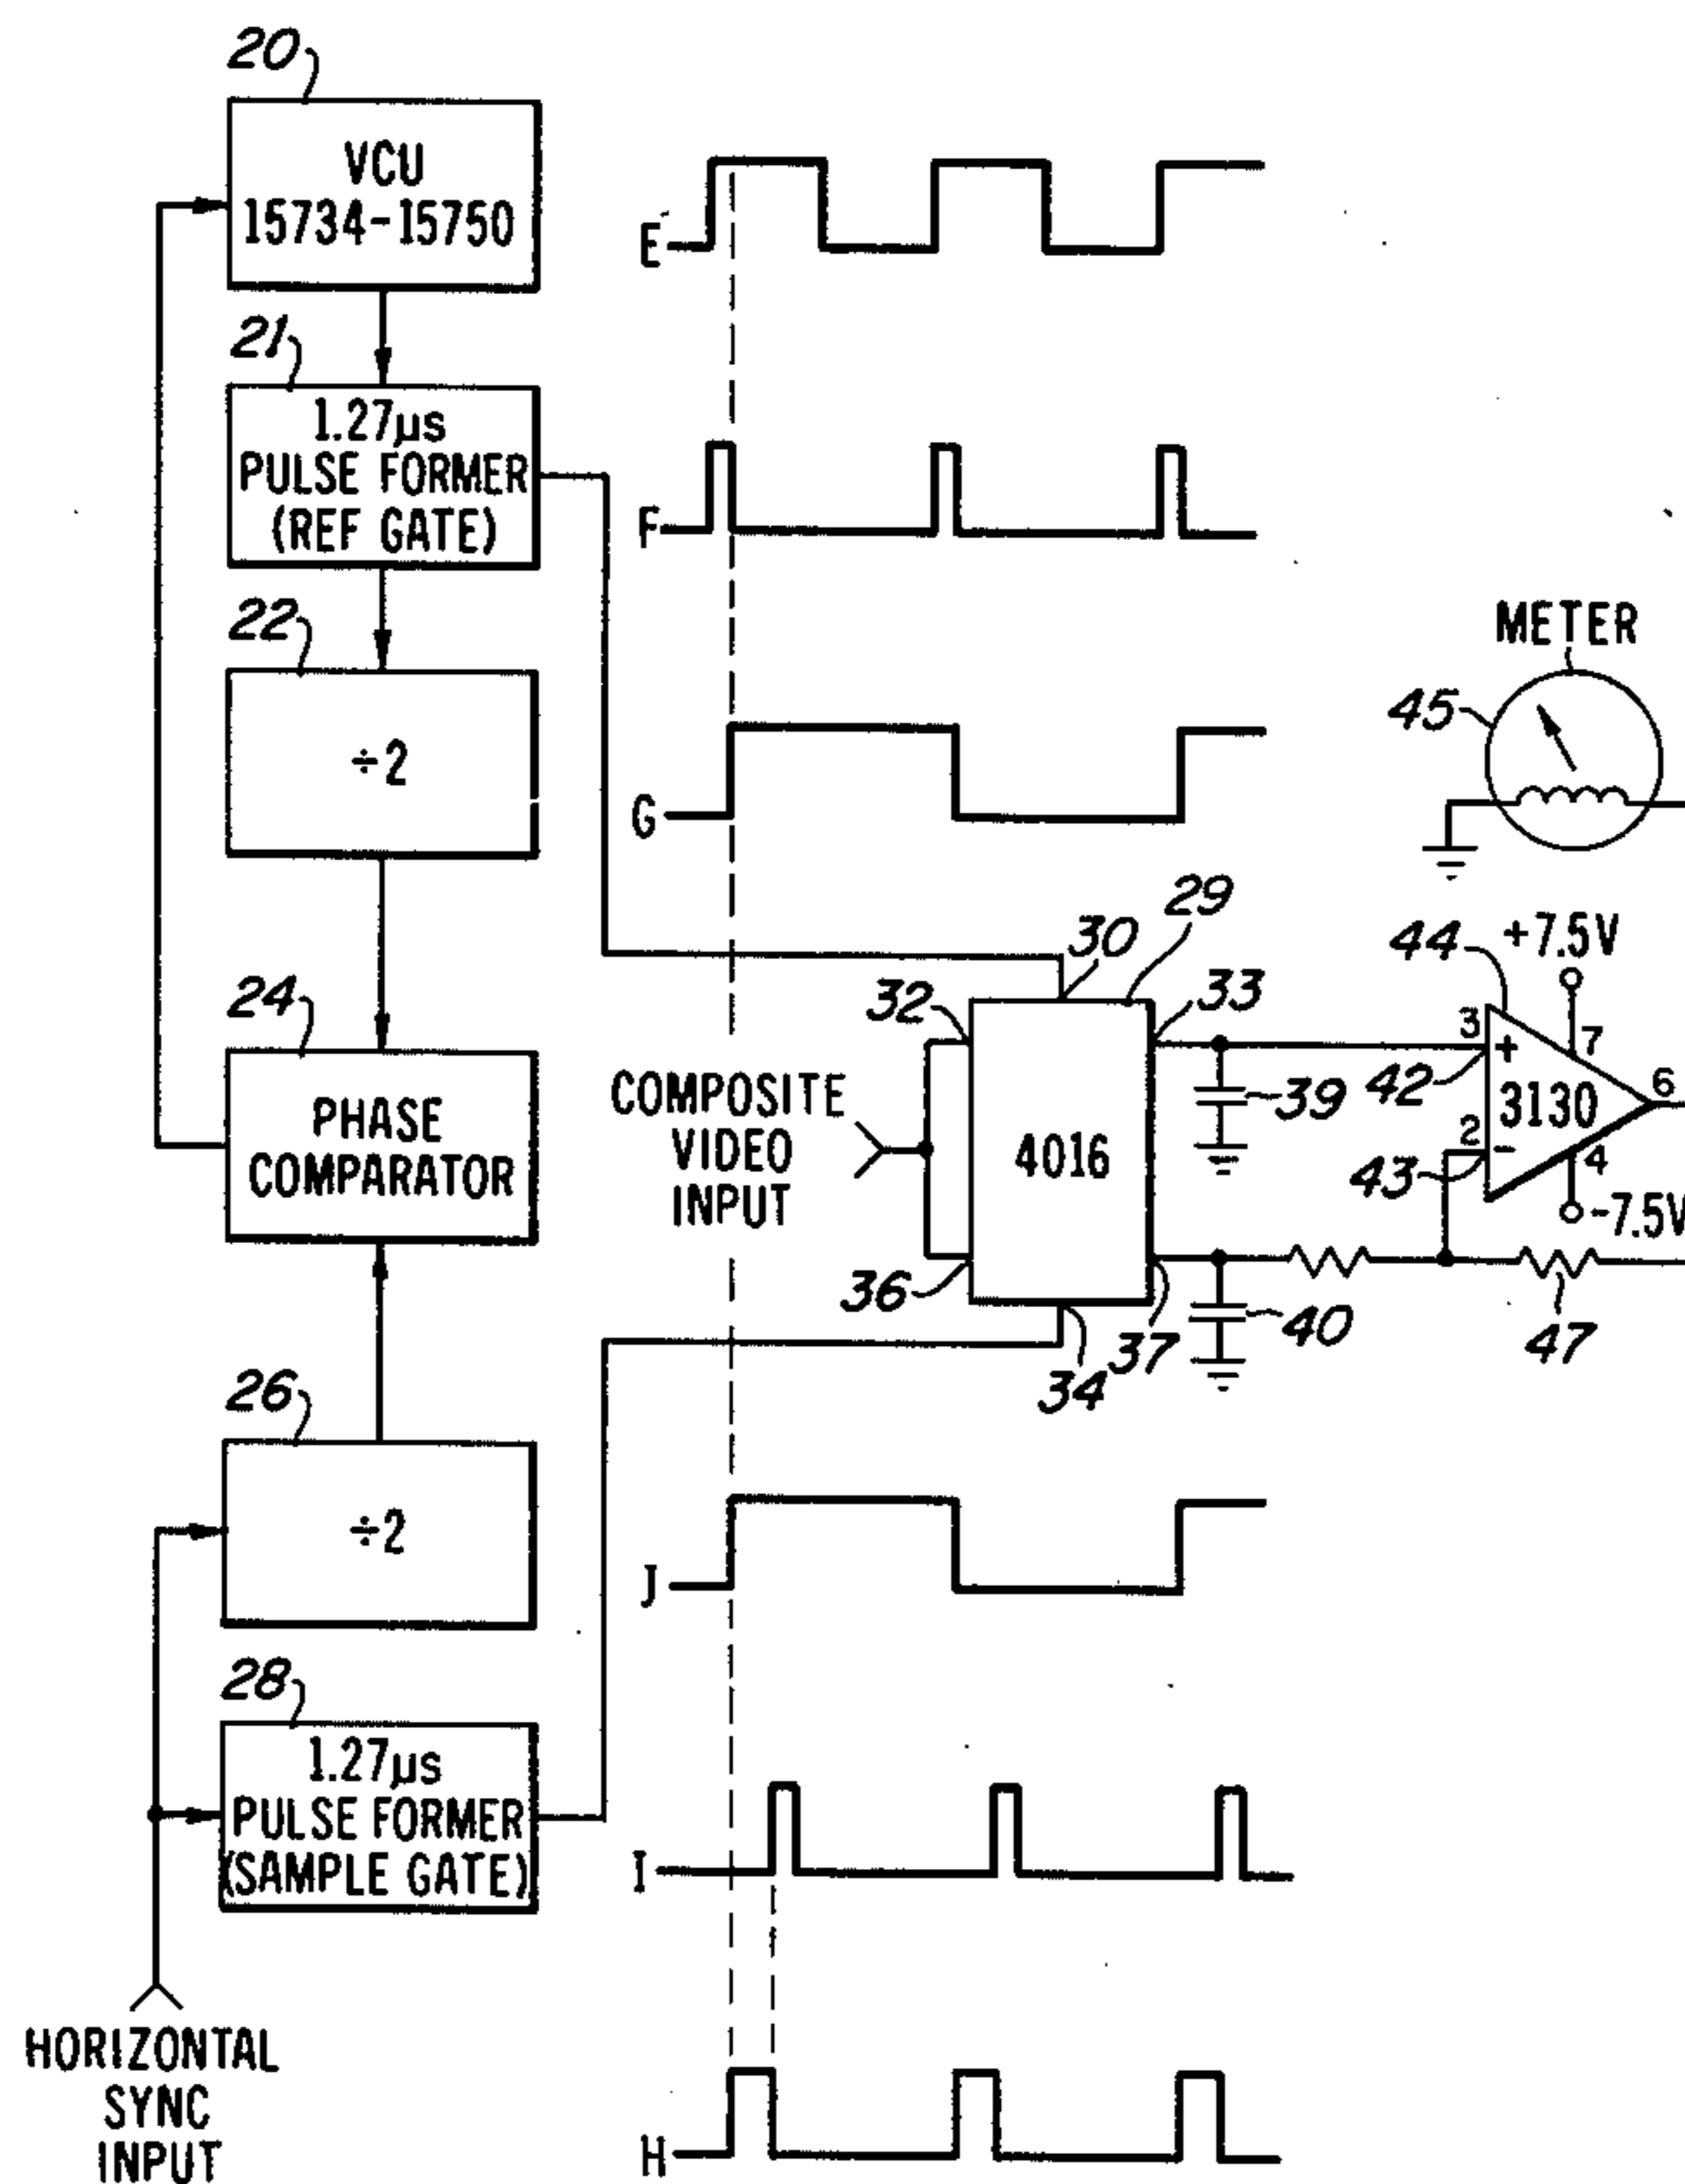 20
VCU
15734-15750
E
21
1.27µs
PULSE FORMER
(REF GATE)
F
22
÷2
G
METER
45
29
30
44
+7.5V
24
32
33
3
+
7
42
6
PHASE
COMPARATOR
COMPOSITE
VIDEO
INPUT
4016
39
3130
2
-
4
43
-7.5V
36
37
40
47
34
26
÷2
J
28
1.27µs
PULSE FORMER
(SAMPLE GATE)
I
HORIZONTAL
SYNC
INPUT
H